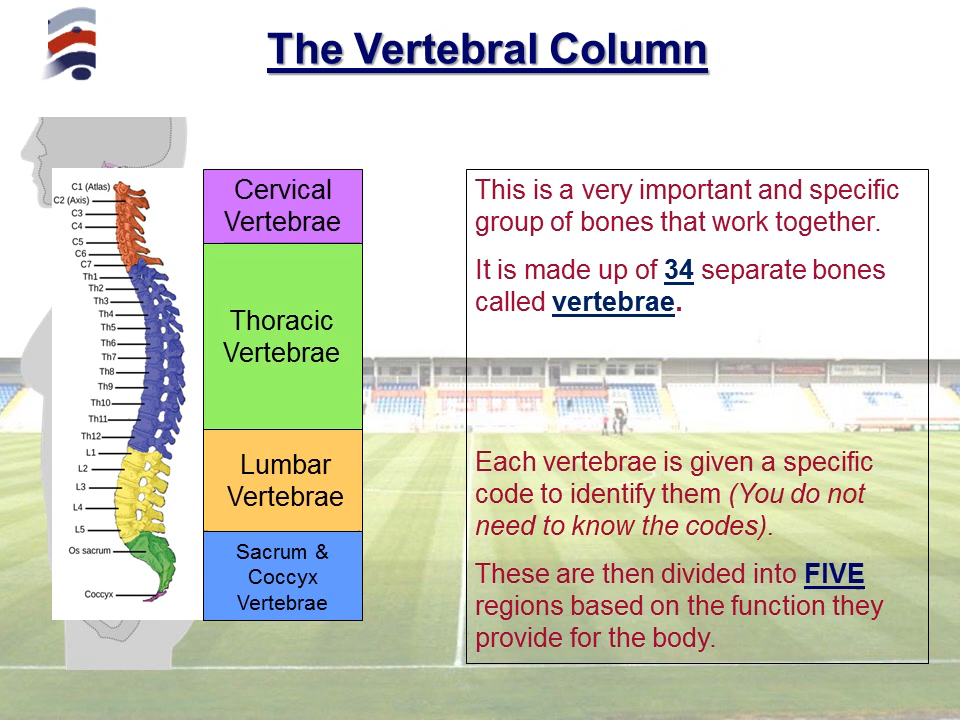 The Vertebral Column
C1 (Atlas)
C2 (Axis)
C3
C4
C5
C6
C7
Th1
Th2
Th3
Th4
Th5
Th6
Th7
Th8
Th9
Th10
Th11
Th12
L1
L2
L3
L4
L5
Os sacrum
Coccyx
Cervical
Vertebrae
Thoracic
Vertebrae
Lumbar
Vertebrae
Sacrum &
Coccyx
Vertebrae
This is a very important and specific
group of bones that work together.
It is made up of 34 separate bones
called vertebrae.
Each vertebrae is given a specific
code to identify them (You do not
need to know the codes).
These are then divided into FIVE
regions based on the function they
provide for the body.